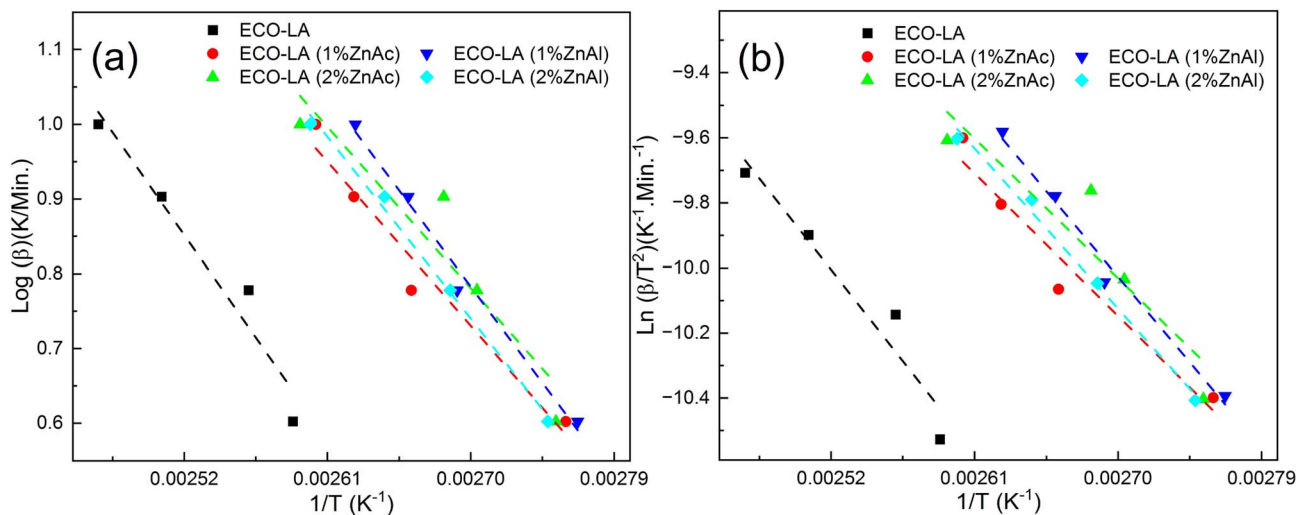 (a)
ECO-LA
ECO-LA (1%ZnAc)
ECO-LA (1%ZnAl)
ECO-LA (2%ZnAc)
ECO-LA (2%ZnAl)
Log (β)(K/Min.)
1.1
1.0
0.9
0.8
0.7
0.6
0.00252
0.00261
0.00270
0.00279
1/T (K⁻¹)
(b)
ECO-LA
ECO-LA (1%ZnAc)
ECO-LA (1%ZnAl)
ECO-LA (2%ZnAc)
ECO-LA (2%ZnAl)
Ln (β/T²)(K⁻¹.Min.⁻¹)
−9.4
−9.6
−9.8
−10.0
−10.2
−10.4
0.00252
0.00261
0.00270
0.00279
1/T (K⁻¹)